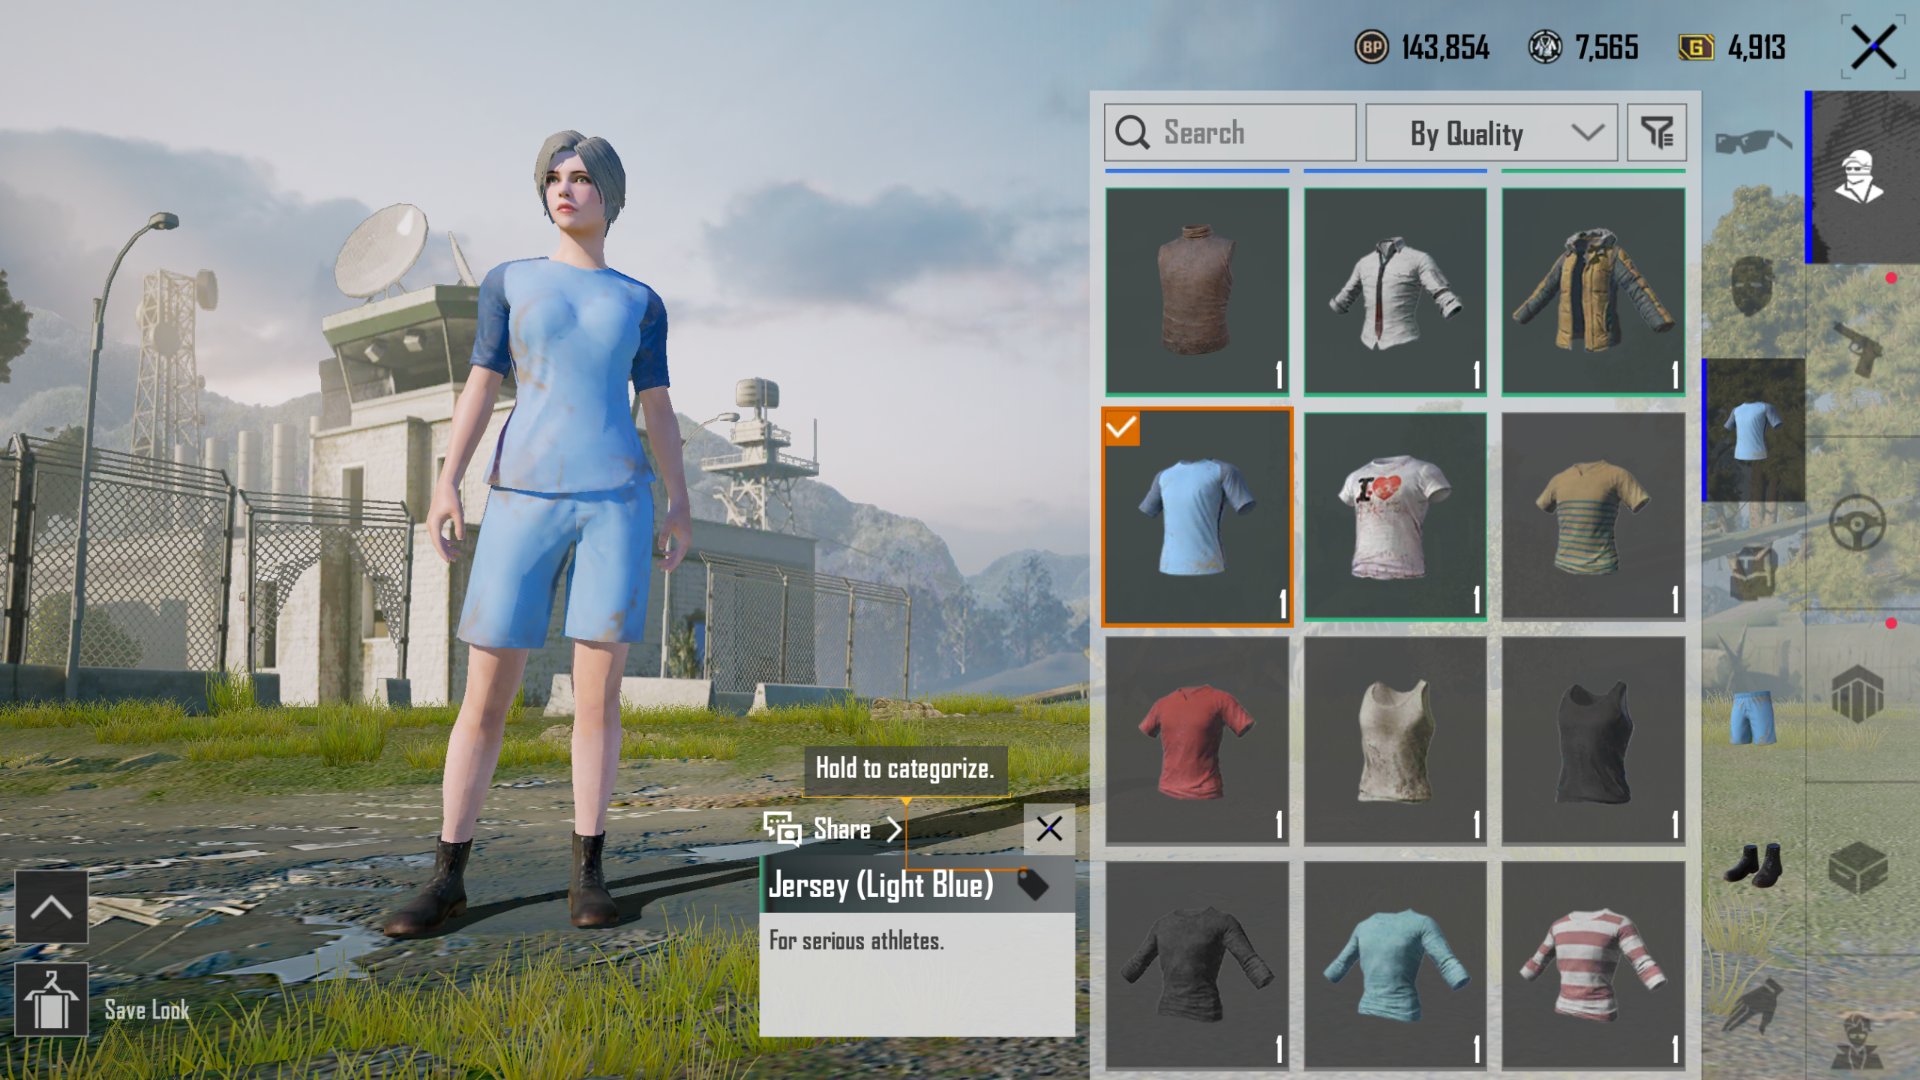 BP 143,854 7,565 G 4,913
Search
By Quality
1
1
1
1
I
1
1
1
1
1
1
1
1
Hold to categorize.
Share
Jersey (Light Blue)
For serious athletes.
Save Look